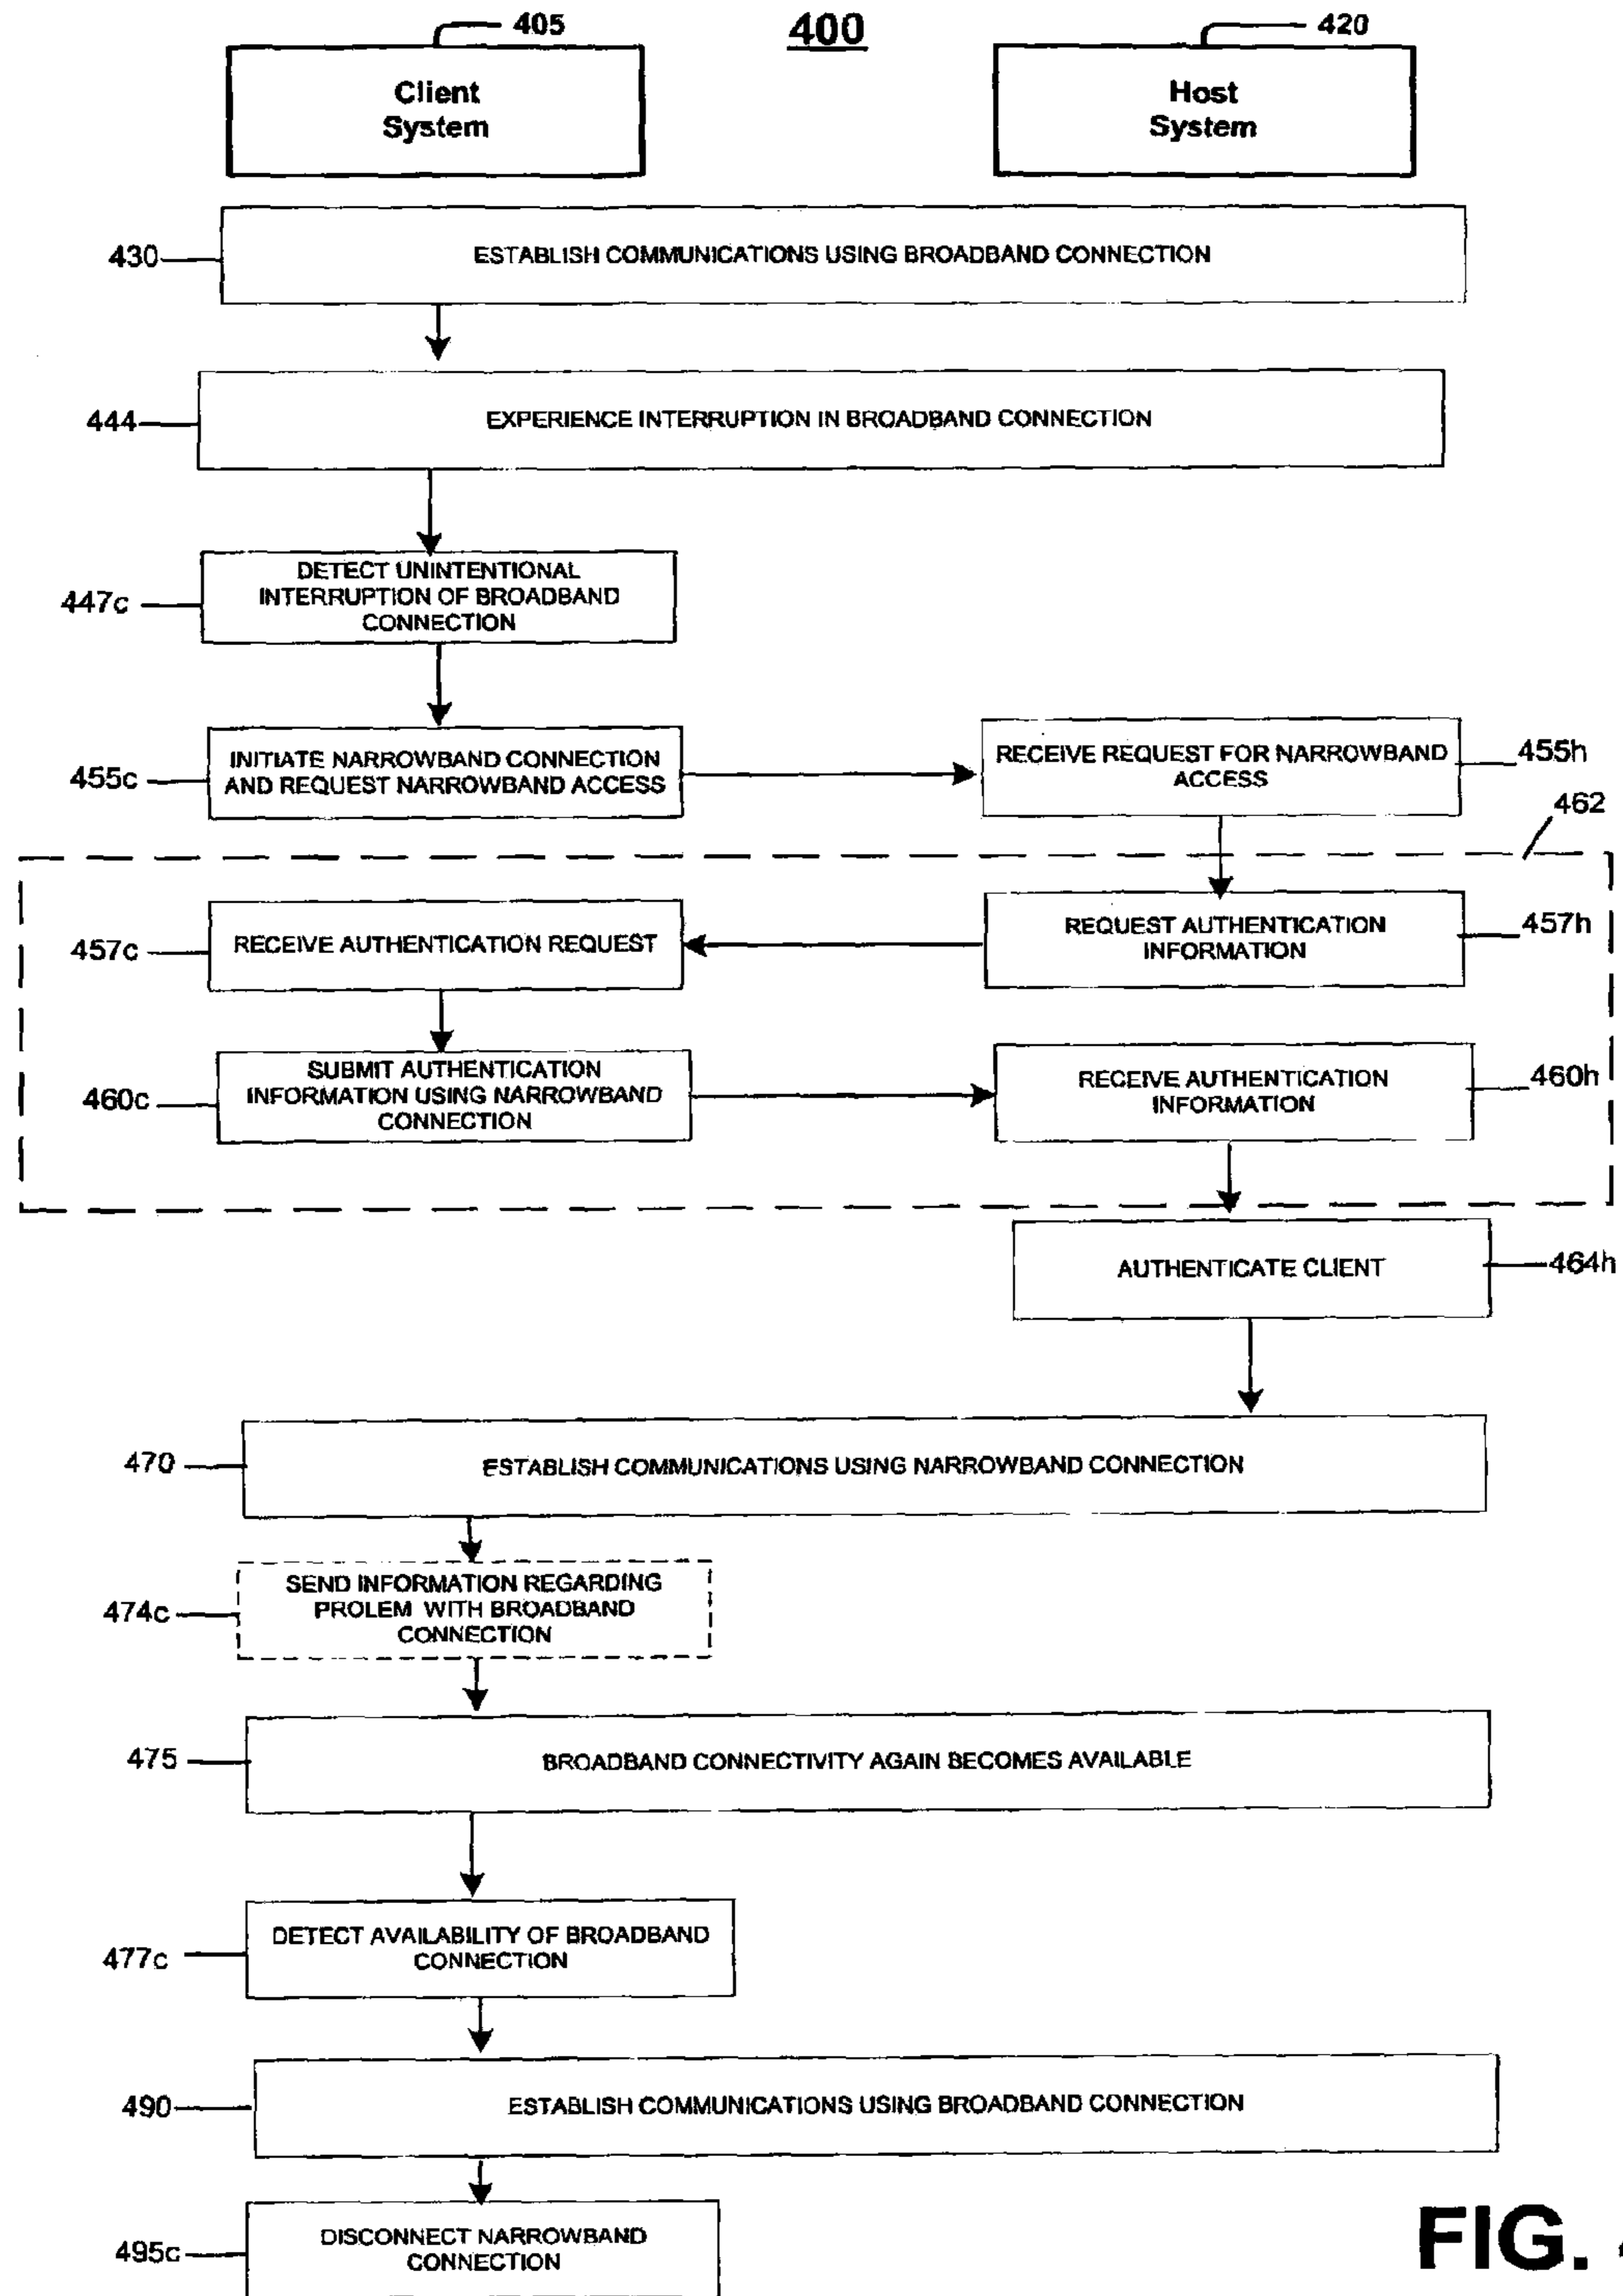 405
400
420
Client
System
Host
System
430
ESTABLISH COMMUNICATIONS USING BROADBAND CONNECTION
444
EXPERIENCE INTERRUPTION IN BROADBAND CONNECTION
447c
DETECT UNINTENTIONAL
INTERRUPTION OF BROADBAND
CONNECTION
455c
INITIATE NARROWBAND CONNECTION
AND REQUEST NARROWBAND ACCESS
RECEIVE REQUEST FOR NARROWBAND
ACCESS
455h
462
457c
RECEIVE AUTHENTICATION REQUEST
REQUEST AUTHENTICATION
INFORMATION
457h
460c
SUBMIT AUTHENTICATION
INFORMATION USING NARROWBAND
CONNECTION
RECEIVE AUTHENTICATION
INFORMATION
460h
AUTHENTICATE CLIENT
464h
470
ESTABLISH COMMUNICATIONS USING NARROWBAND CONNECTION
474c
SEND INFORMATION REGARDING
PROLEM WITH BROADBAND
CONNECTION
475
BROADBAND CONNECTIVITY AGAIN BECOMES AVAILABLE
477c
DETECT AVAILABILITY OF BROADBAND
CONNECTION
490
ESTABLISH COMMUNICATIONS USING BROADBAND CONNECTION
495c
DISCONNECT NARROWBAND
CONNECTION
FIG.